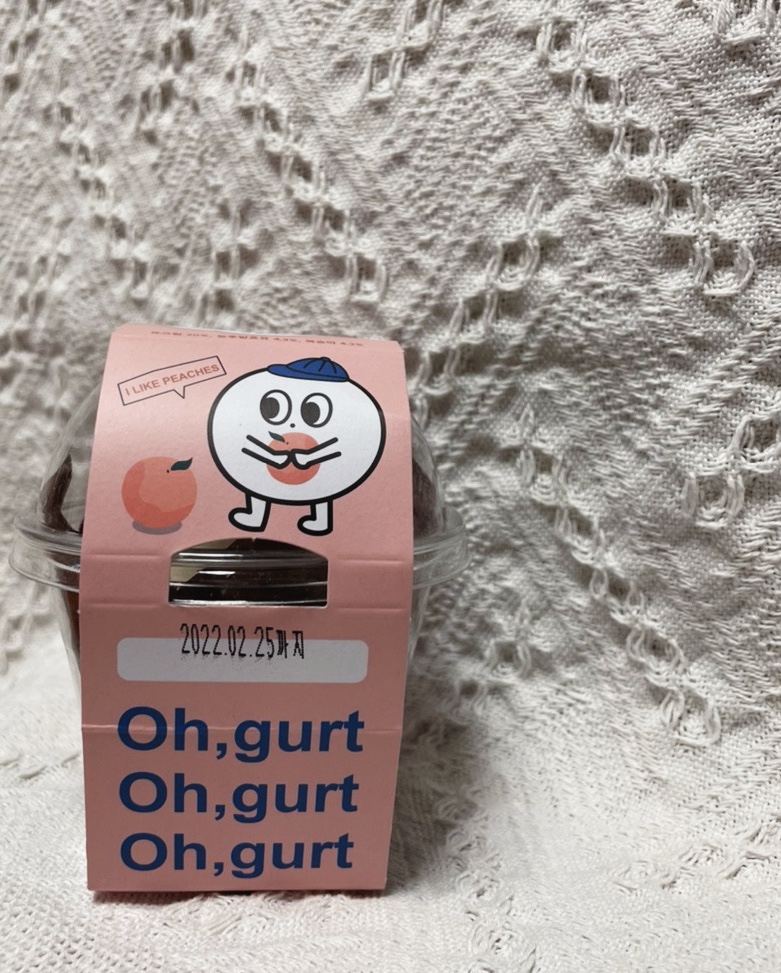 I LIKE PEACHES
2022.02.25까지
Oh,gurt
Oh,gurt
Oh,gurt